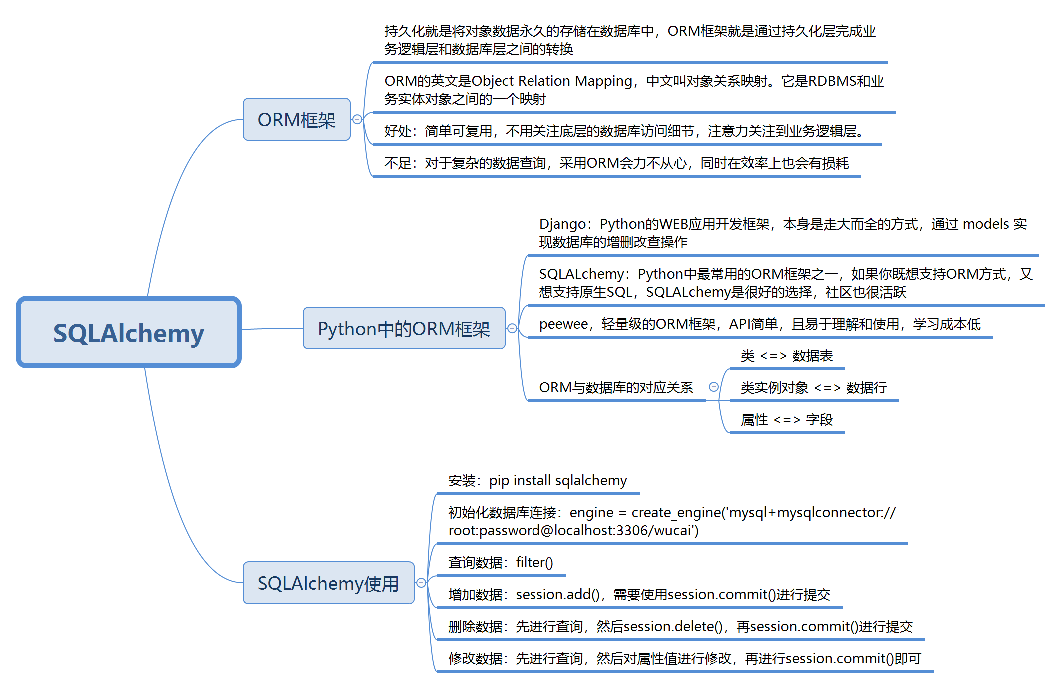 持久化就是将对象数据永久的存储在数据库中，ORM框架就是通过持久化层完成业
务逻辑层和数据库层之间的转换
ORM的英文是Object Relation Mapping，中文叫对象关系映射。它是RDBMS和业
务实体对象之间的一个映射
ORM框架
好处：简单可复用，不用关注底层的数据库访问细节，注意力关注到业务逻辑层。
不足：对于复杂的数据查询，采用ORM会力不从心，同时在效率上也会有损耗
Django：Python的WEB应用开发框架，本身是走大而全的方式，通过 models 实
现数据库的增删改查操作
SQLALchemy：Python中最常用的ORM框架之一，如果你既想支持ORM方式，又
想支持原生SQL，SQLALchemy是很好的选择，社区也很活跃
SQLAlchemy
Python中的ORM框架
peewee，轻量级的ORM框架，API简单，且易于理解和使用，学习成本低
ORM与数据库的对应关系
类 <=> 数据表
类实例对象 <=> 数据行
属性 <=> 字段
安装：pip install sqlalchemy
初始化数据库连接：engine = create_engine('mysql+mysqlconnector://
root:password@localhost:3306/wucai')
查询数据：filter()
SQLAlchemy使用
增加数据：session.add()，需要使用session.commit()进行提交
删除数据：先进行查询，然后session.delete()，再session.commit()进行提交
修改数据：先进行查询，然后对属性值进行修改，再进行session.commit()即可